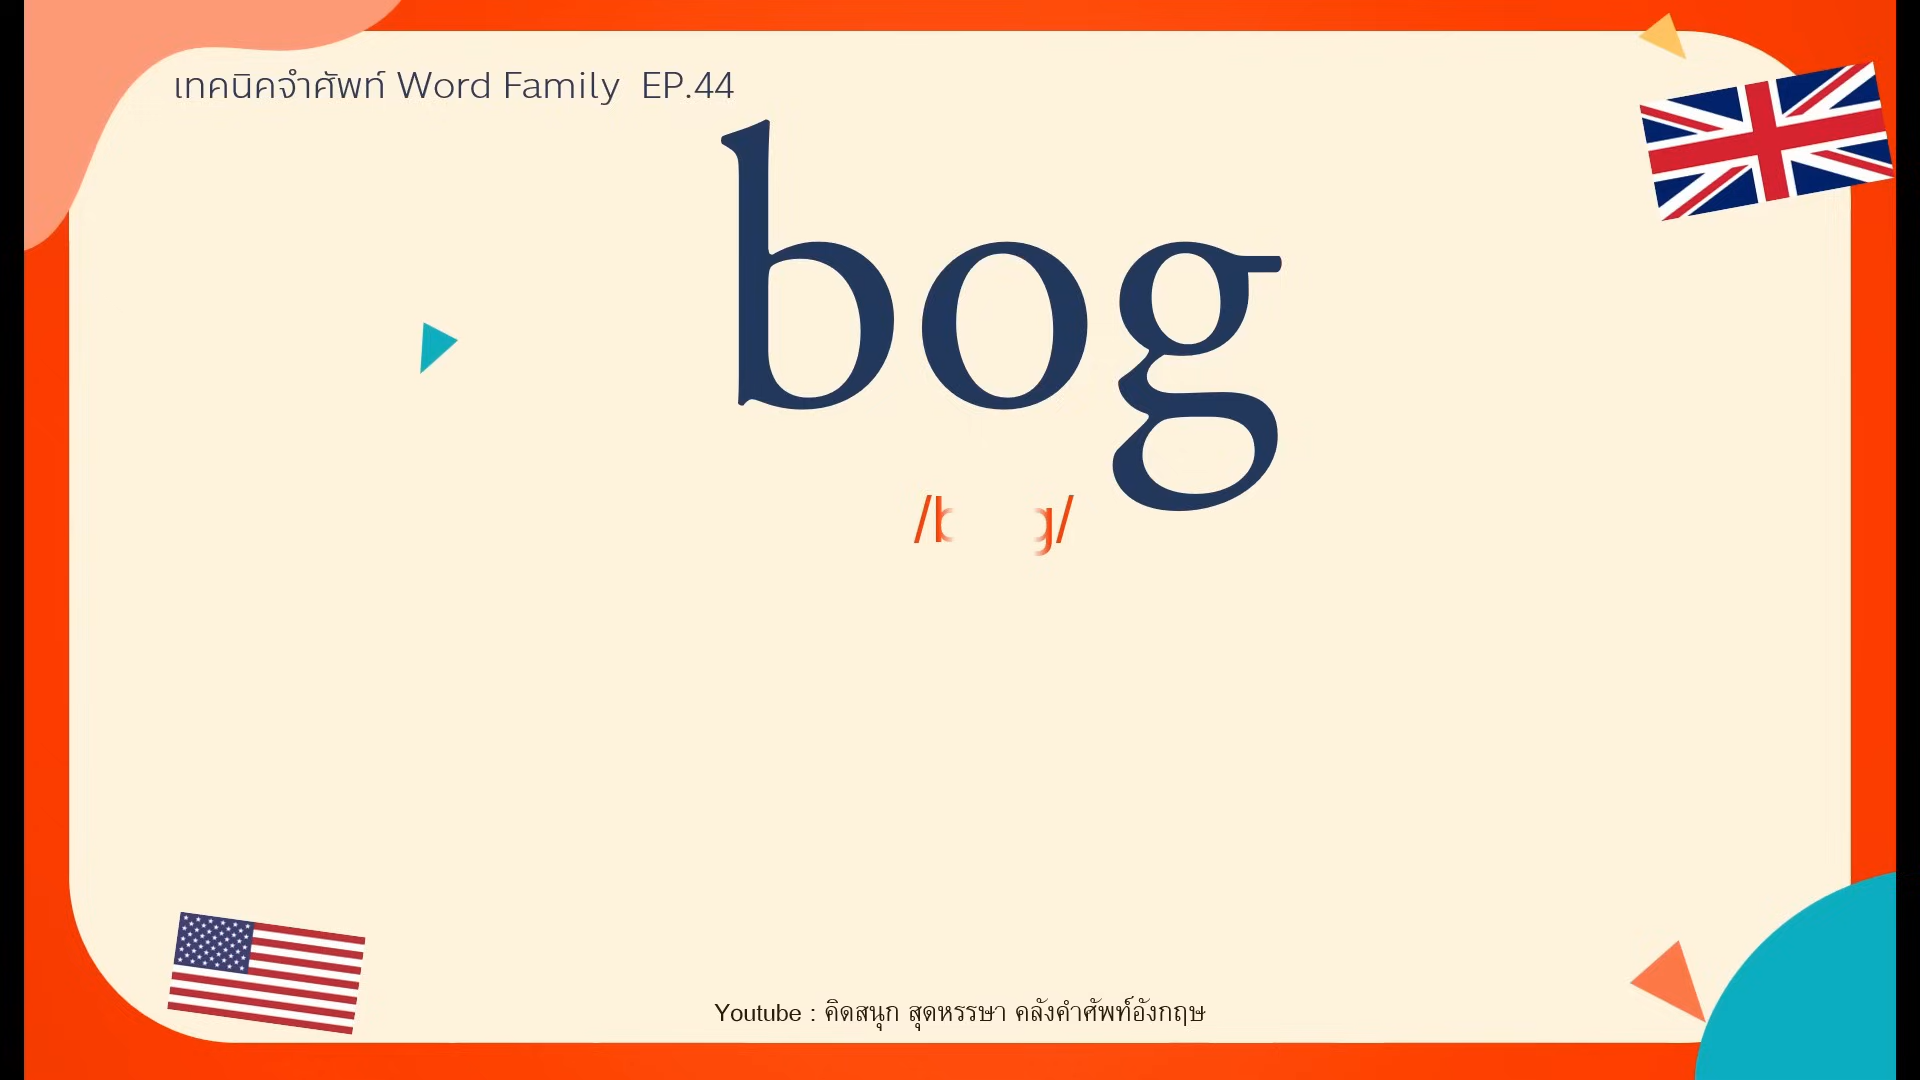 เทคนิคจำศัพท์ Word Family EP.44
bog
Youtube : คิดสนุก สุดหรรษา คลังคำศัพท์อังกฤษ